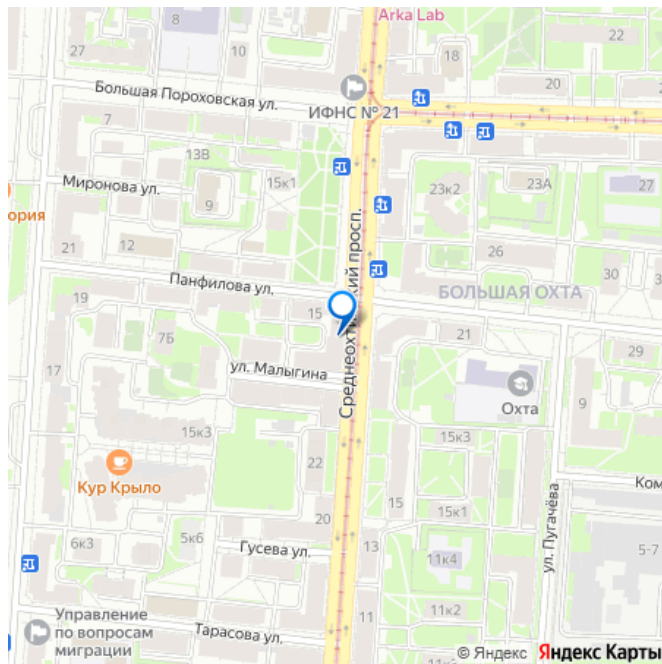 Arka Lab
8
22
27
10
18
20
Большая Пороховская ул.
ИФНС № 21
7
13В
Миронова ул.
15к1
9
23к2
23А
27
ория
21
12
26
30
Панфилова ул.
БОЛЬШАЯ ОХТА
19
15
7Б
21
29
Среднеохтинский просп.
17
ул. Малыгина
Охта
9
15к3
15к3
22
Кур Крыло
Ком
15
15к1
20
ул. Пугачёва
6к3
5к6
Гусева ул.
13
11к4
5-7
Управление
по вопросам
миграции
Тарасова ул.
11
11к2
© Яндекс Яндекс Карты